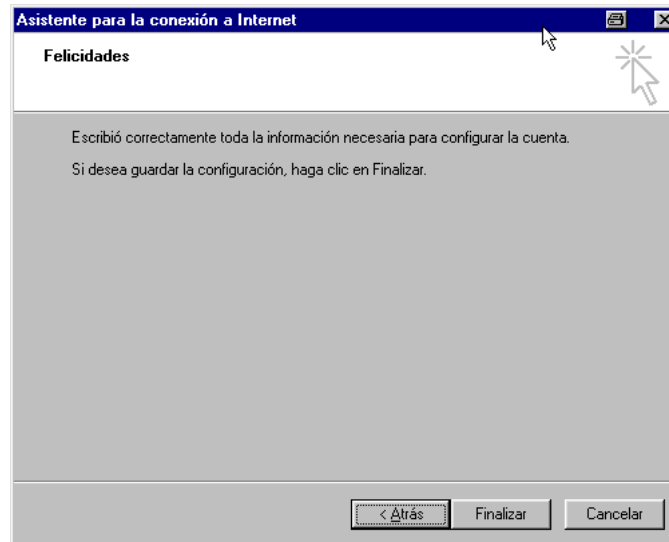 Asistente para la conexión a Internet
Felicidades
Escribió correctamente toda la información necesaria para configurar la cuenta.
Si desea guardar la configuración, haga clic en Finalizar.
< Atrás Finalizar Cancelar